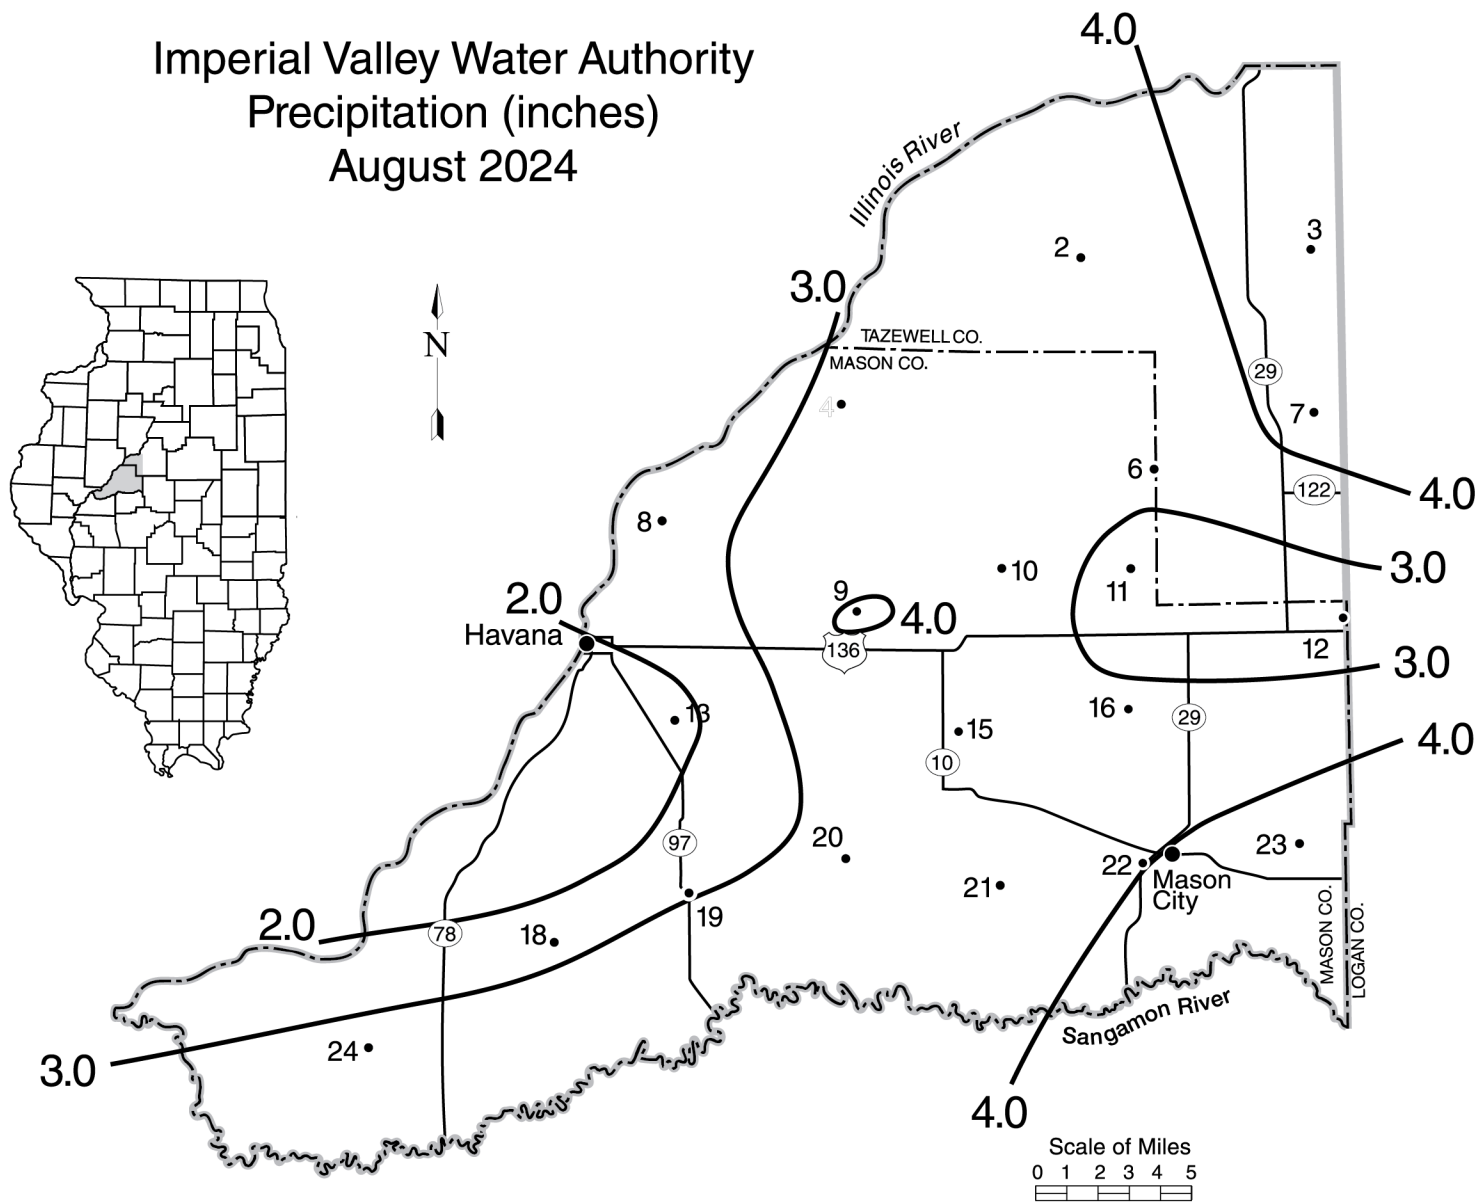 Imperial Valley Water Authority
Precipitation (inches)
August 2024
4.0
Illinois River
3
2
3.0
N
TAZEWELL CO.
MASON CO.
29
4
7
6
122
4.0
8
3.0
10
11
9
2.0
4.0
Havana
136
12
3.0
13
16
29
15
4.0
10
97
20
23
22
Mason
City
21
19
2.0
78
18
MASON CO.
LOGAN CO.
Sangamon River
24
3.0
4.0
Scale of Miles
0 1 2 3 4 5